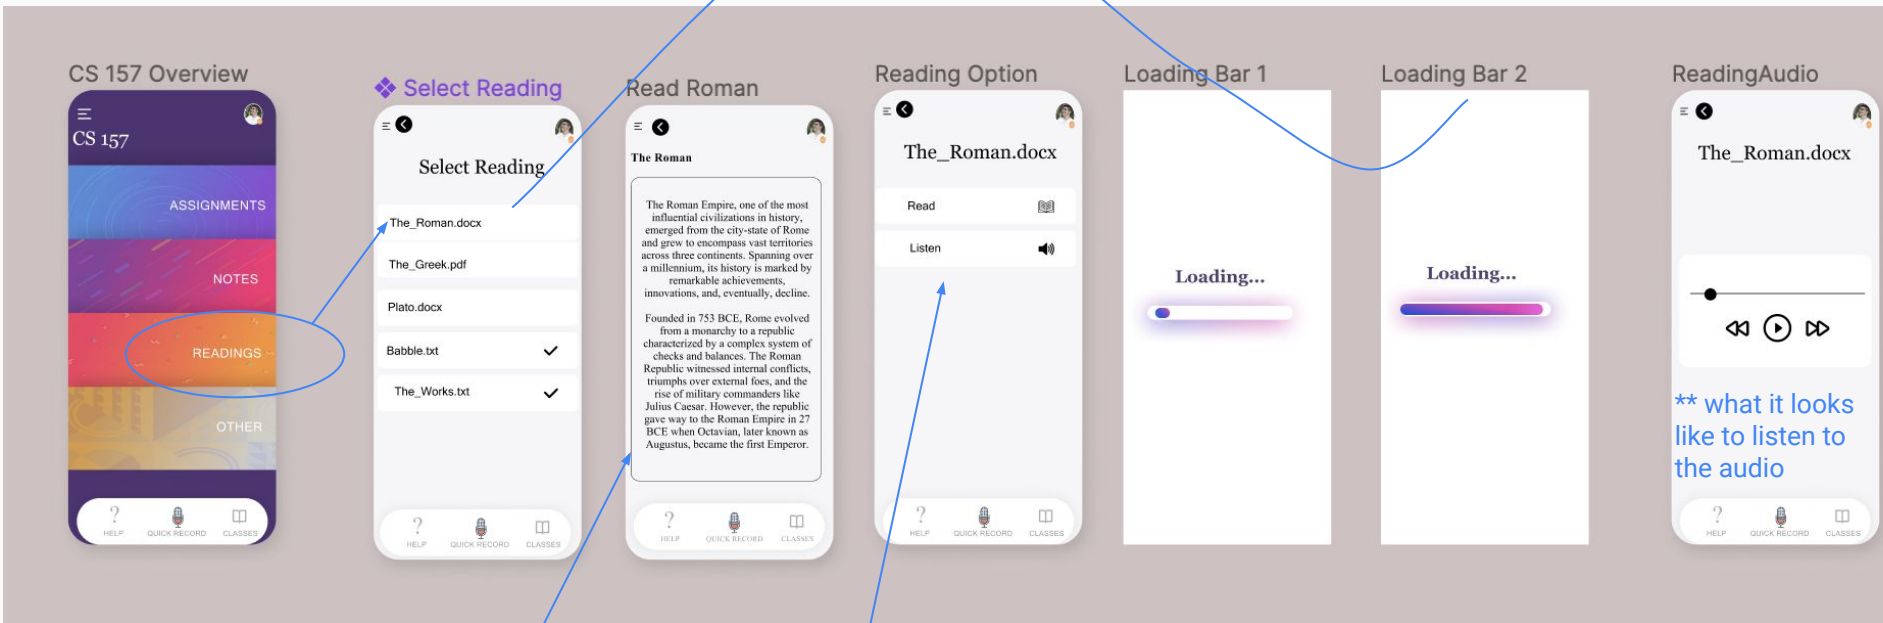 CS 157 Overview
CS 157
ASSIGNMENTS
NOTES
READINGS
OTHER
?
HELP
QUICK RECORD
CLASSES
Select Reading
Select Reading
The_Roman.docx
The_Greek.pdf
Plato.docx
Babble.txt
The_Works.txt
?
HELP
QUICK RECORD
CLASSES
Read Roman
The Roman
The Roman Empire, one of the most
influential civilizations in history,
emerged from the city-state of Rome
and grew to encompass vast territories
across three continents. Spanning over
a millennium, its history is marked by
remarkable achievements,
innovations, and, eventually, decline.
Founded in 753 BCE, Rome evolved
from a monarchy to a republic
characterized by a complex system of
checks and balances. The Roman
Republic witnessed internal conflicts,
triumphs over external foes, and the
rise of military commanders like
Julius Caesar. However, the republic
gave way to the Roman Empire in 27
BCE when Octavian, later known as
Augustus, became the first Emperor.
?
HELP
QUICK RECORD
CLASSES
Reading Option
The_Roman.docx
Read
Listen
?
HELP
QUICK RECORD
CLASSES
Loading Bar 1
Loading...
Loading Bar 2
Loading...
ReadingAudio
The_Roman.docx
** what it looks
like to listen to
the audio
?
HELP
QUICK RECORD
CLASSES